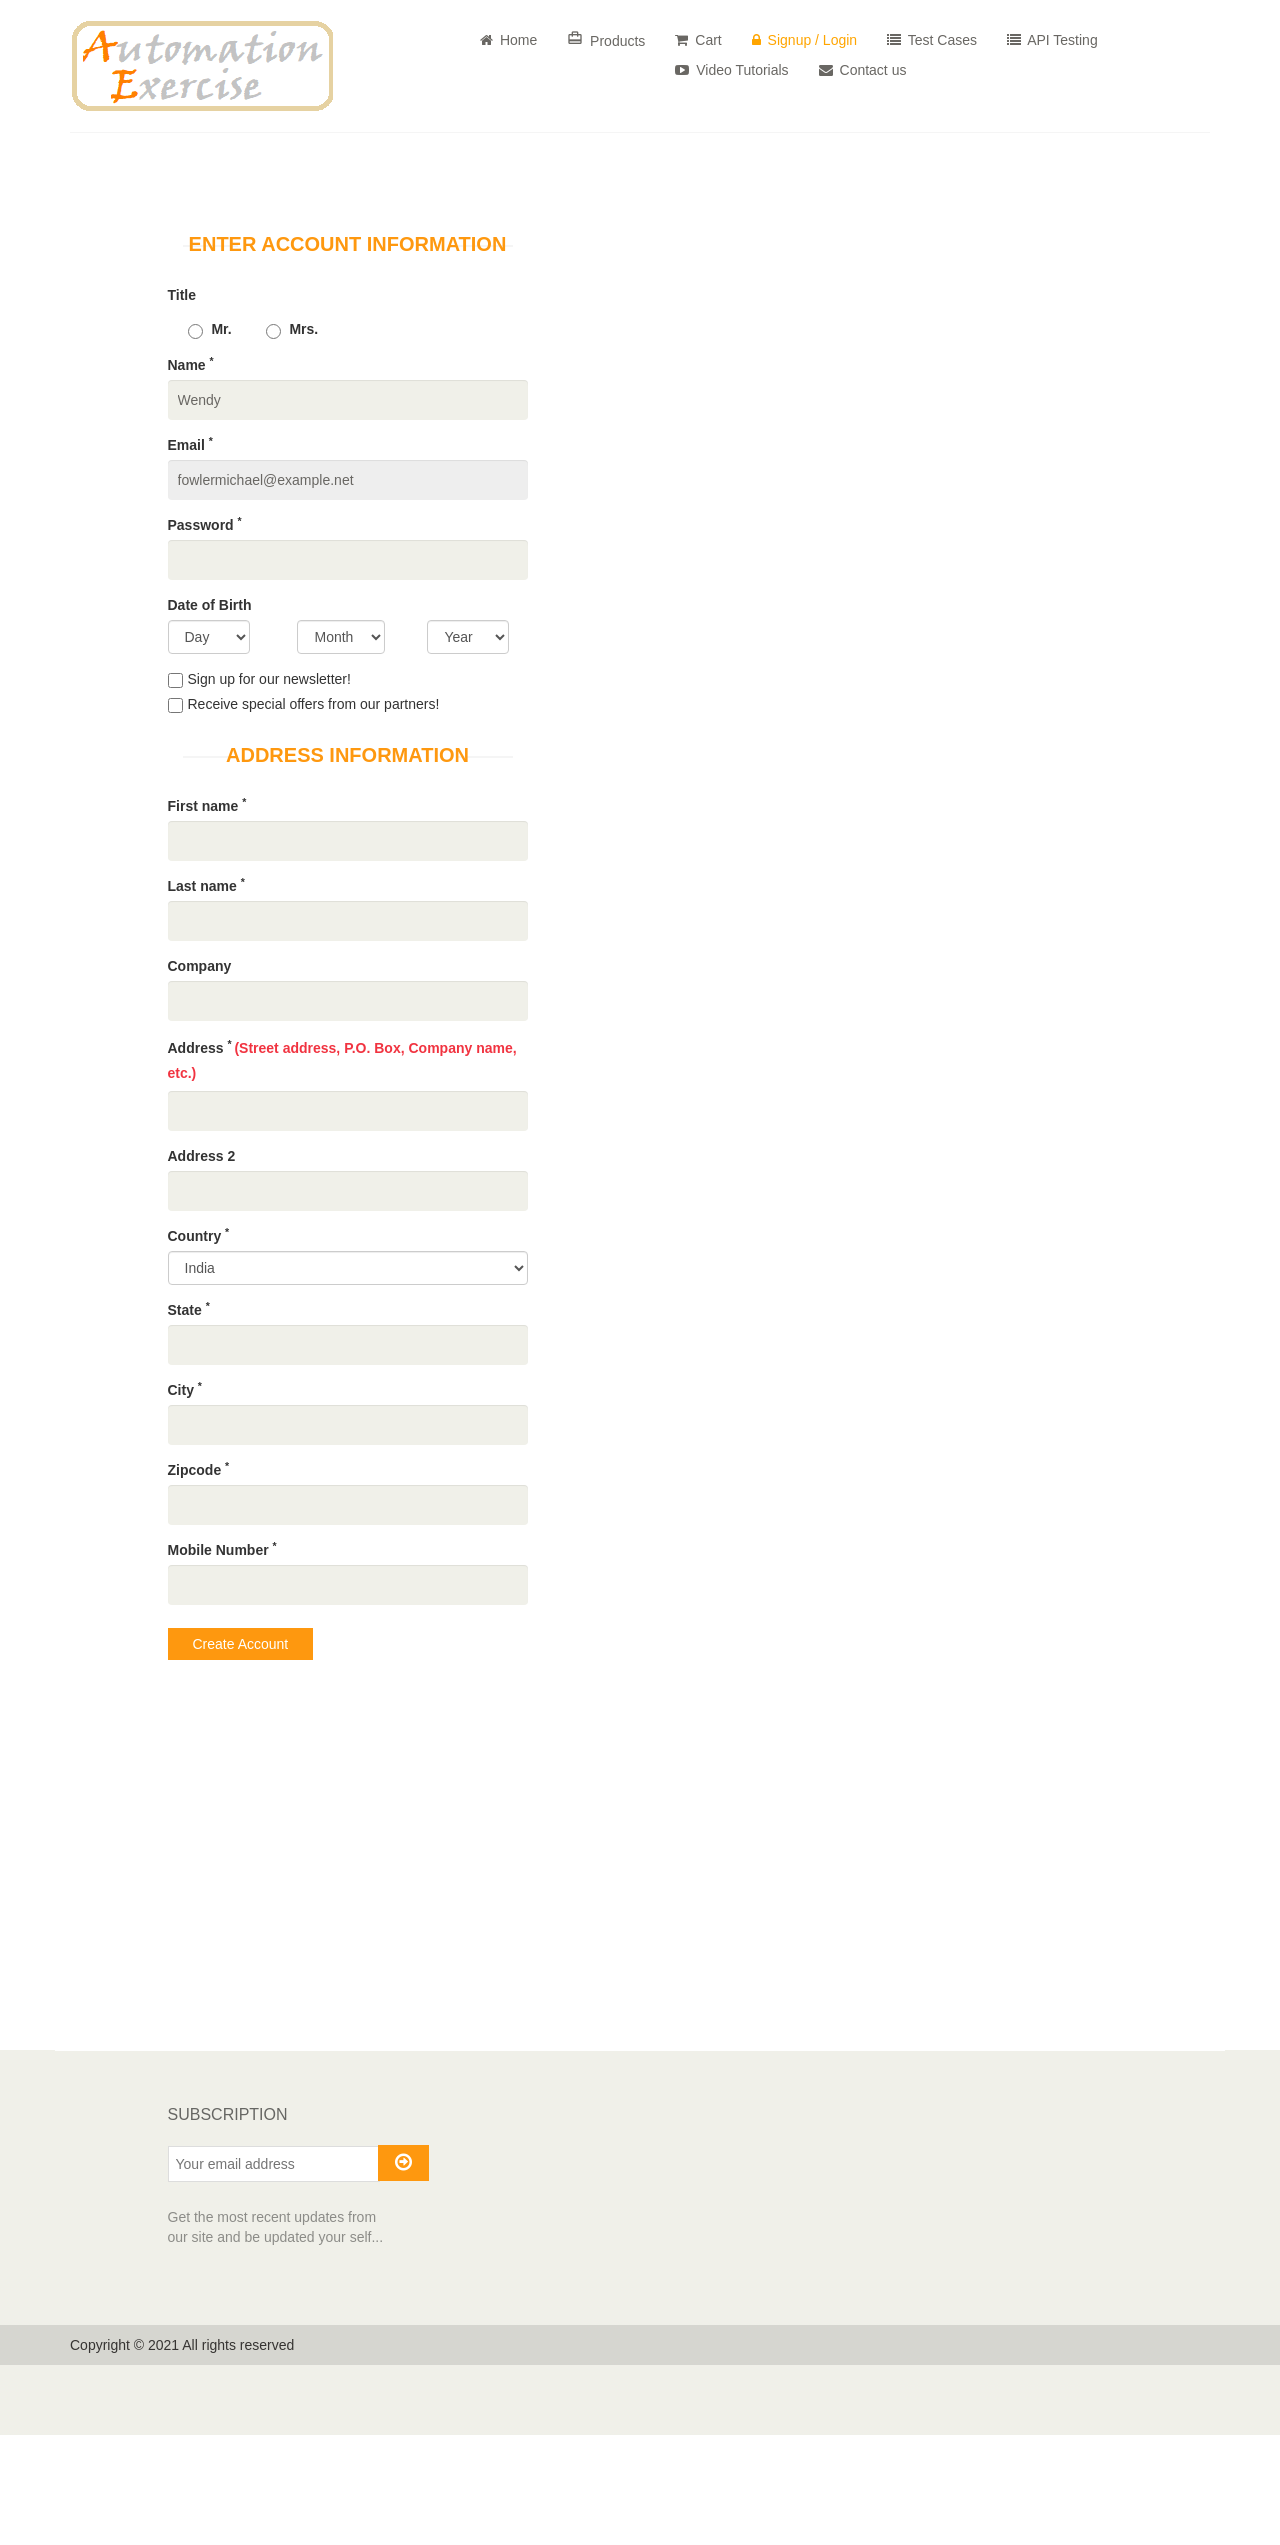 Automation
Exercise
Home Products Cart Signup / Login Test Cases API Testing
Video Tutorials Contact us
ENTER ACCOUNT INFORMATION
Title
Mr. Mrs.
Name *
Wendy
Email *
fowlermichael@example.net
Password *
Date of Birth
Day Month Year
Sign up for our newsletter!
Receive special offers from our partners!
ADDRESS INFORMATION
First name *
Last name *
Company
Address * (Street address, P.O. Box, Company name,
etc.)
Address 2
Country *
India
State *
City *
Zipcode *
Mobile Number *
Create Account
SUBSCRIPTION
Your email address
Get the most recent updates from
our site and be updated your self...
Copyright © 2021 All rights reserved